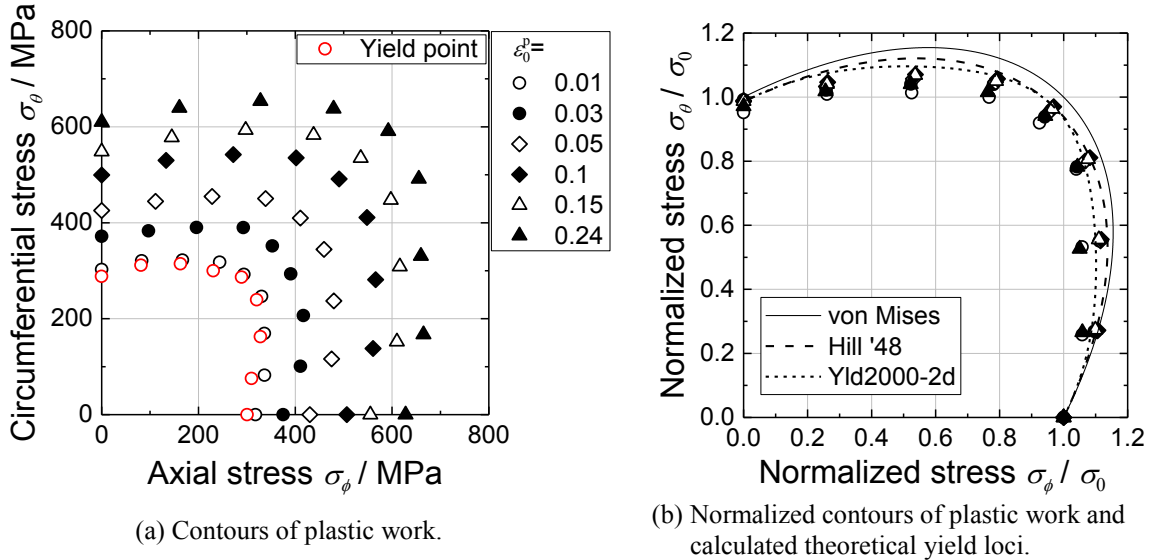 800
600
400
200
0
0 200 400 600 800
Circumferential stress σθ / MPa
Axial stress σϕ / MPa
Yield point
ε₀ᵖ=
0.01
0.03
0.05
0.1
0.15
0.24
(a) Contours of plastic work.
1.2
1.0
0.8
0.6
0.4
0.2
0.0
0.0 0.2 0.4 0.6 0.8 1.0 1.2
Normalized stress σθ / σ0
Normalized stress σϕ / σ0
von Mises
Hill '48
Yld2000-2d
(b) Normalized contours of plastic work and
calculated theoretical yield loci.